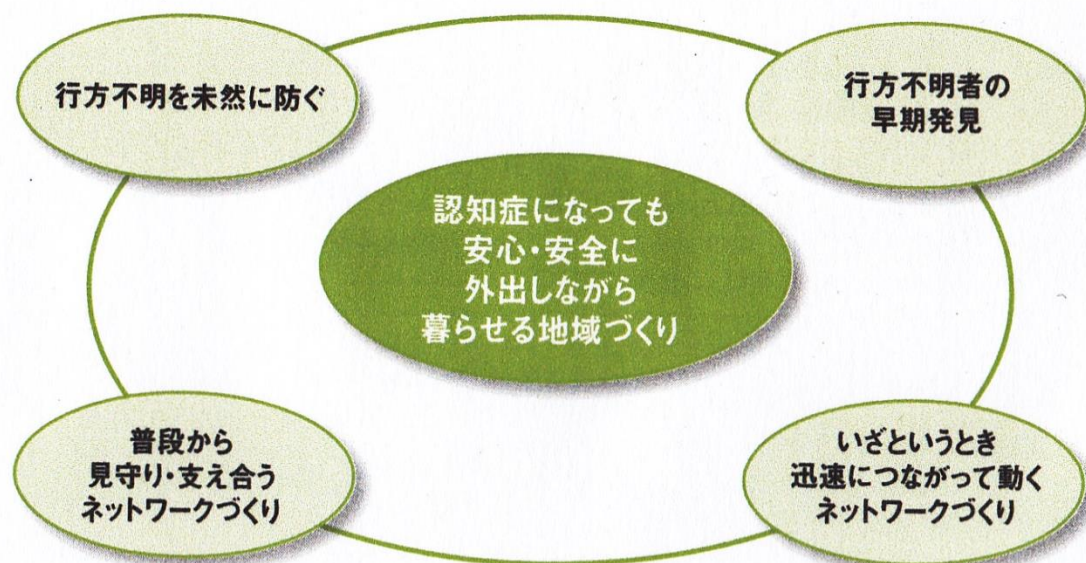 行方不明を未然に防ぐ
行方不明者の
早期発見
認知症になっても
安心・安全に
外出しながら
暮らせる地域づくり
普段から
見守り・支え合う
ネットワークづくり
いざというとき
迅速につながって動く
ネットワークづくり